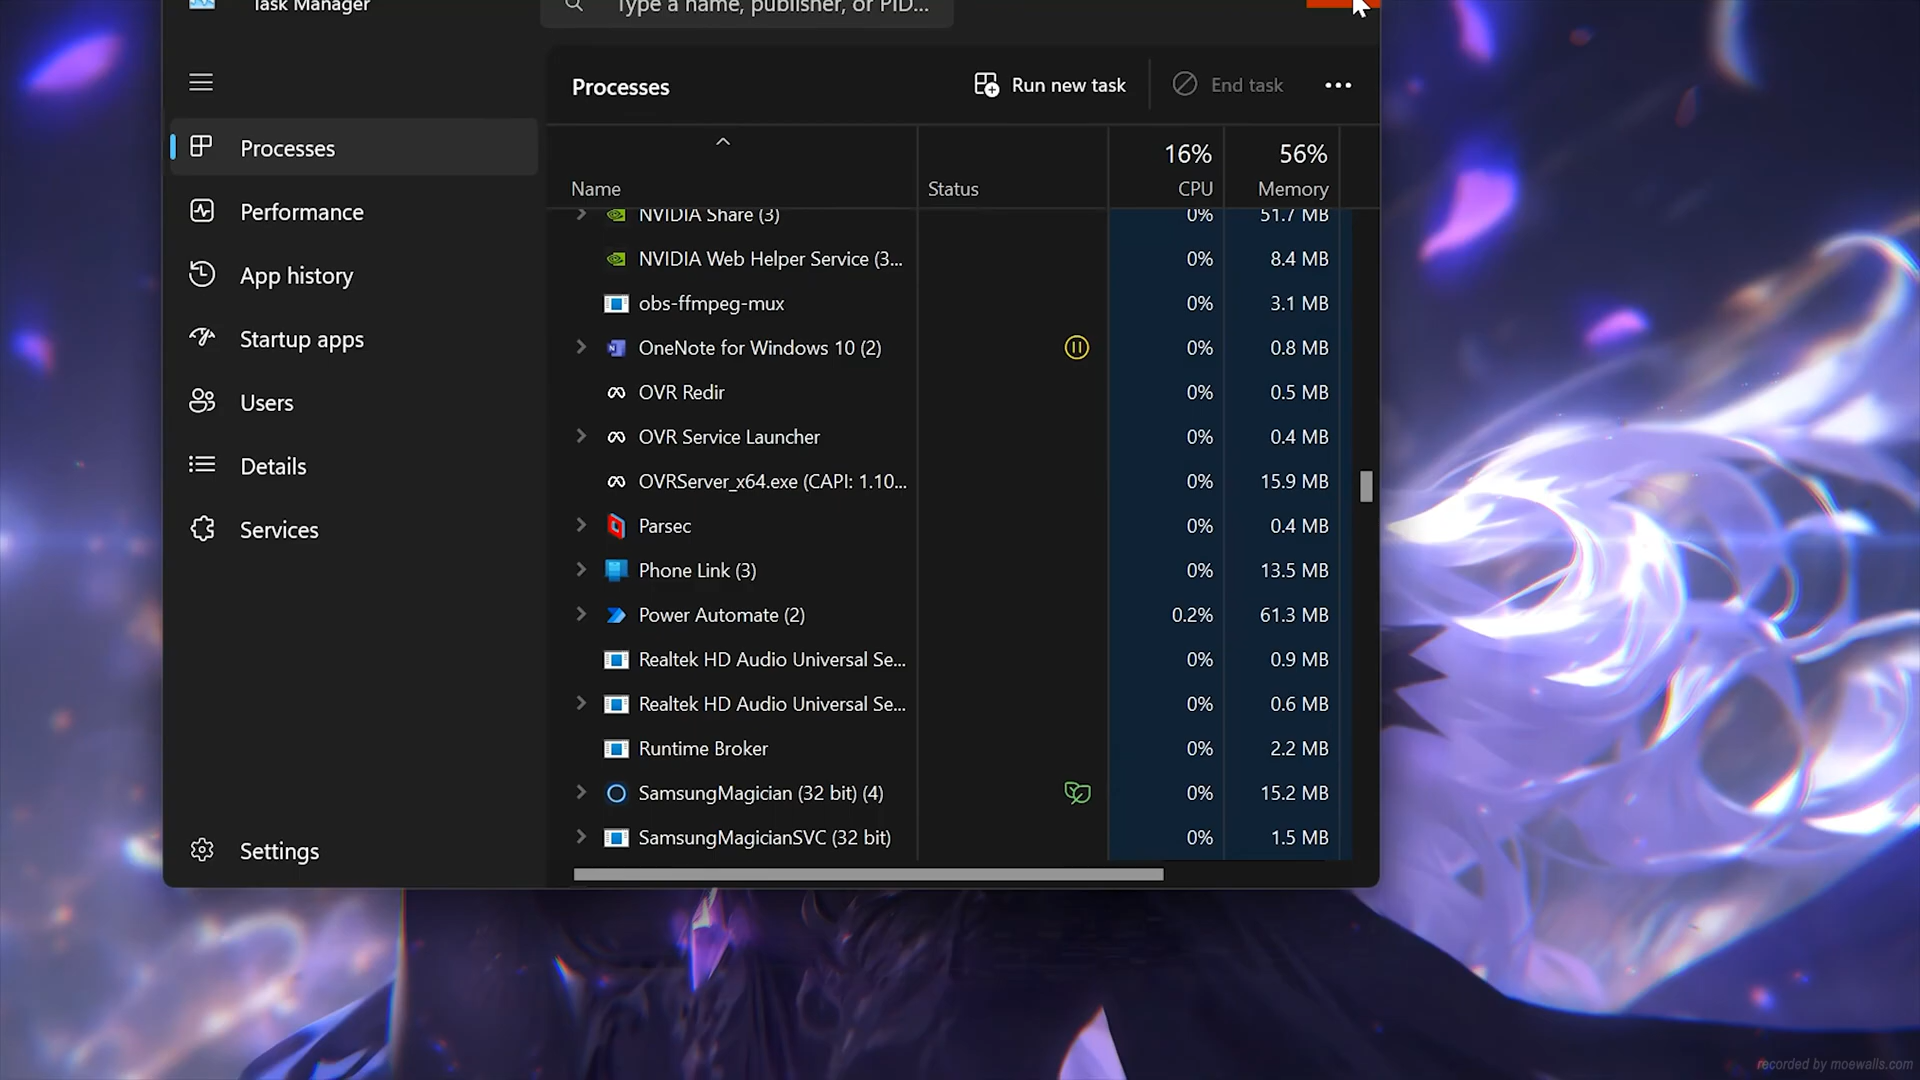 Task Manager
Type a name, publisher, or PID...
Processes
Run new task
End task
Processes
Performance
App history
Startup apps
Users
Details
Services
Settings
16% 56%
Name Status CPU Memory
NVIDIA Share (3) 0% 51.7 MB
NVIDIA Web Helper Service (3... 0% 8.4 MB
obs-ffmpeg-mux 0% 3.1 MB
OneNote for Windows 10 (2) 0% 0.8 MB
OVR Redir 0% 0.5 MB
OVR Service Launcher 0% 0.4 MB
OVRServer_x64.exe (CAPI: 1.10... 0% 15.9 MB
Parsec 0% 0.4 MB
Phone Link (3) 0% 13.5 MB
Power Automate (2) 0.2% 61.3 MB
Realtek HD Audio Universal Se... 0% 0.9 MB
Realtek HD Audio Universal Se... 0% 0.6 MB
Runtime Broker 0% 2.2 MB
SamsungMagician (32 bit) (4) 0% 15.2 MB
SamsungMagicianSVC (32 bit) 0% 1.5 MB
recorded by moewalls.com